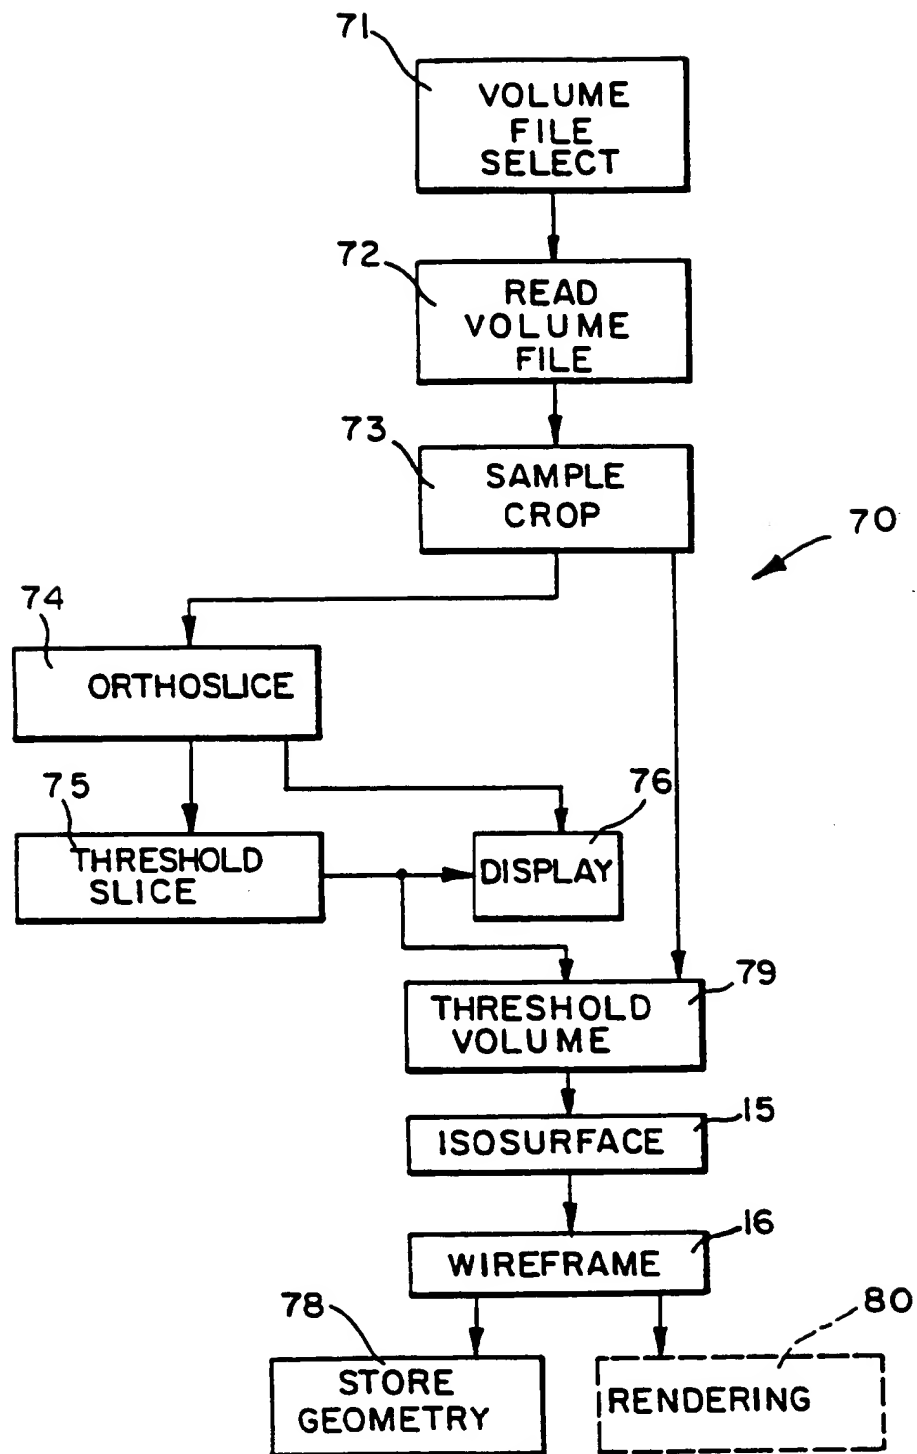 71
VOLUME
FILE
SELECT
72
READ
VOLUME
FILE
73
SAMPLE
CROP
70
74
ORTHOSLICE
75
THRESHOLD
SLICE
76
DISPLAY
79
THRESHOLD
VOLUME
15
ISOSURFACE
16
WIREFRAME
78
STORE
GEOMETRY
80
RENDERING